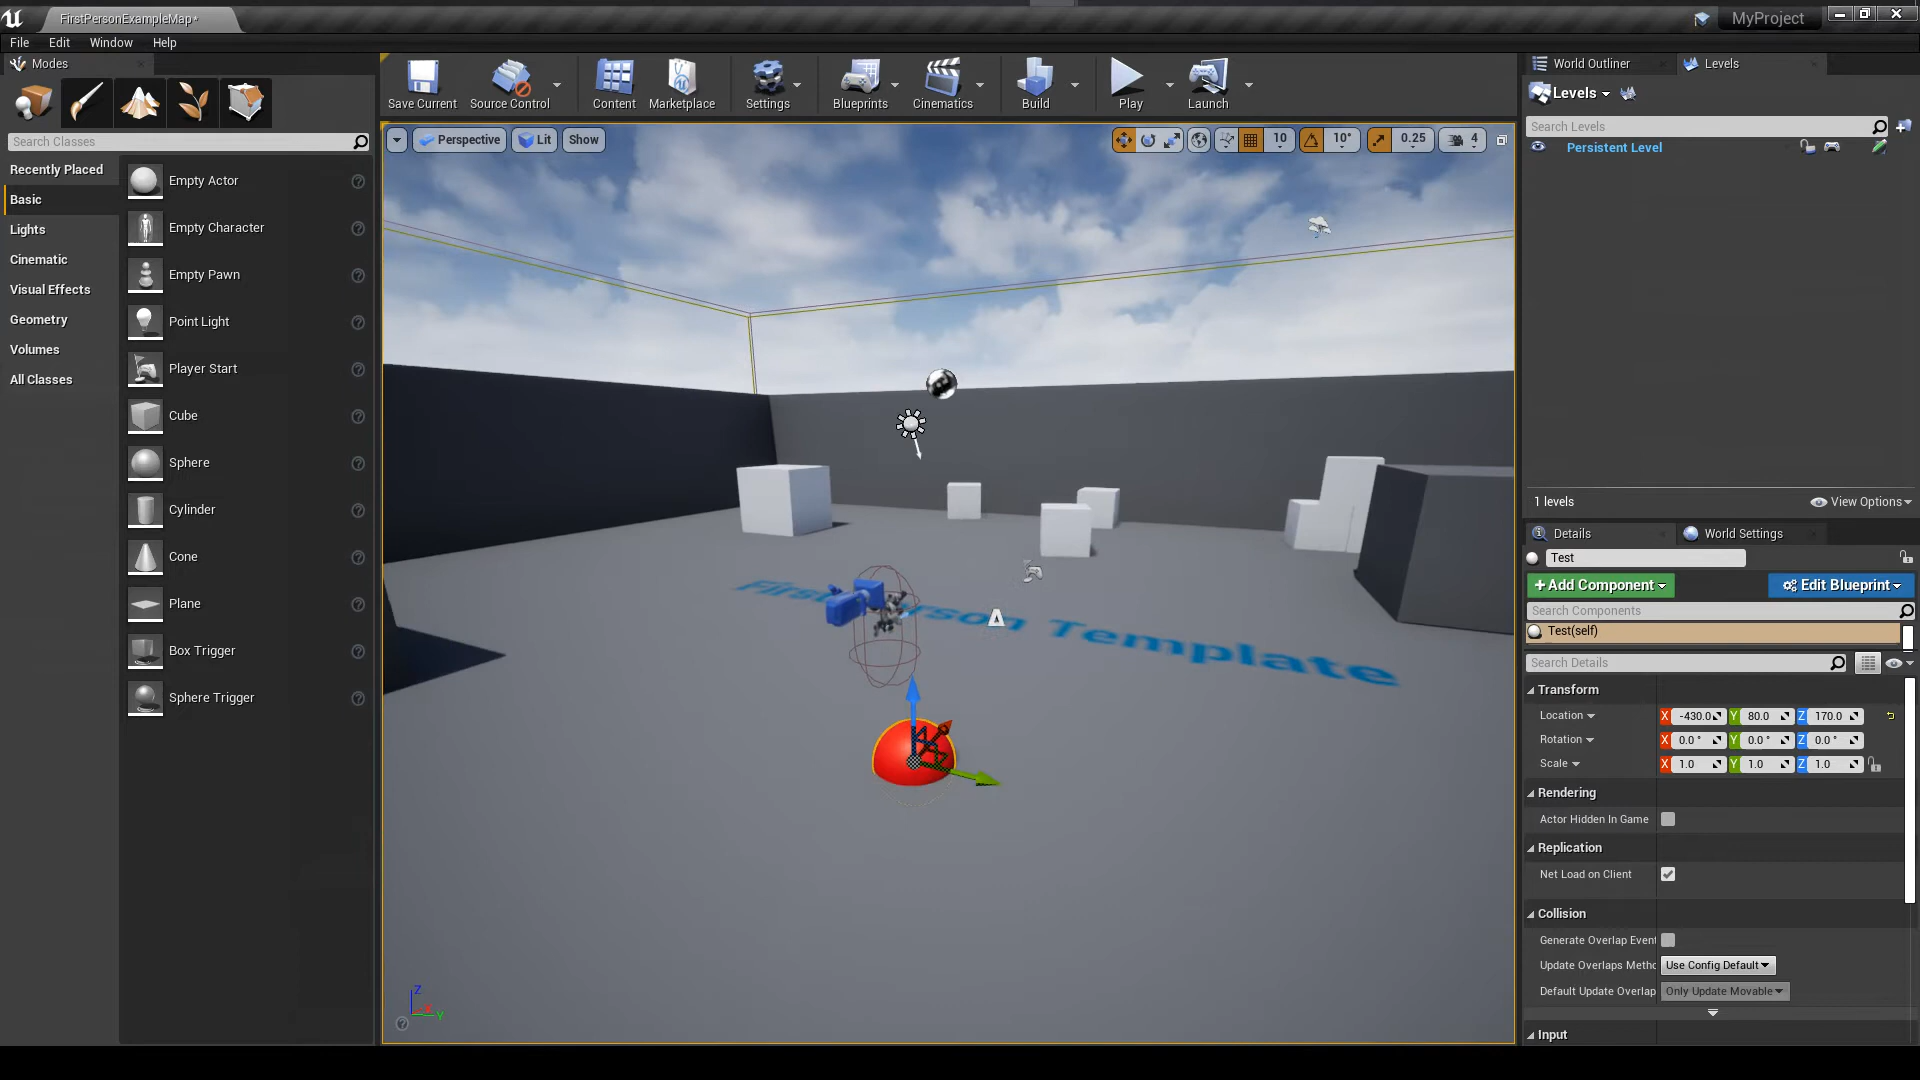 FirstPersonExampleMap*
MyProject
File Edit Window Help
Modes
Search Classes
Recently Placed
Basic
Lights
Cinematic
Visual Effects
Geometry
Volumes
All Classes
Empty Actor
Empty Character
Empty Pawn
Point Light
Player Start
Cube
Sphere
Cylinder
Cone
Plane
Box Trigger
Sphere Trigger
Save Current
Source Control
Content
Marketplace
Settings
Blueprints
Cinematics
Build
Play
Launch
Perspective
Lit
Show
10
10°
0.25
4
First Person Template
Z
Y
World Outliner
Levels
Levels
Search Levels
Persistent Level
1 levels
View Options
Details
World Settings
Test
+ Add Component
Edit Blueprint
Search Components
Test(self)
Search Details
Transform
Location X -430.0 Y 80.0 Z 170.0
Rotation X 0.0 ° Y 0.0 ° Z 0.0 °
Scale X 1.0 Y 1.0 Z 1.0
Rendering
Actor Hidden In Game
Replication
Net Load on Client
Collision
Generate Overlap Event
Update Overlaps Metho Use Config Default
Default Update Overlap Only Update Movable
Input